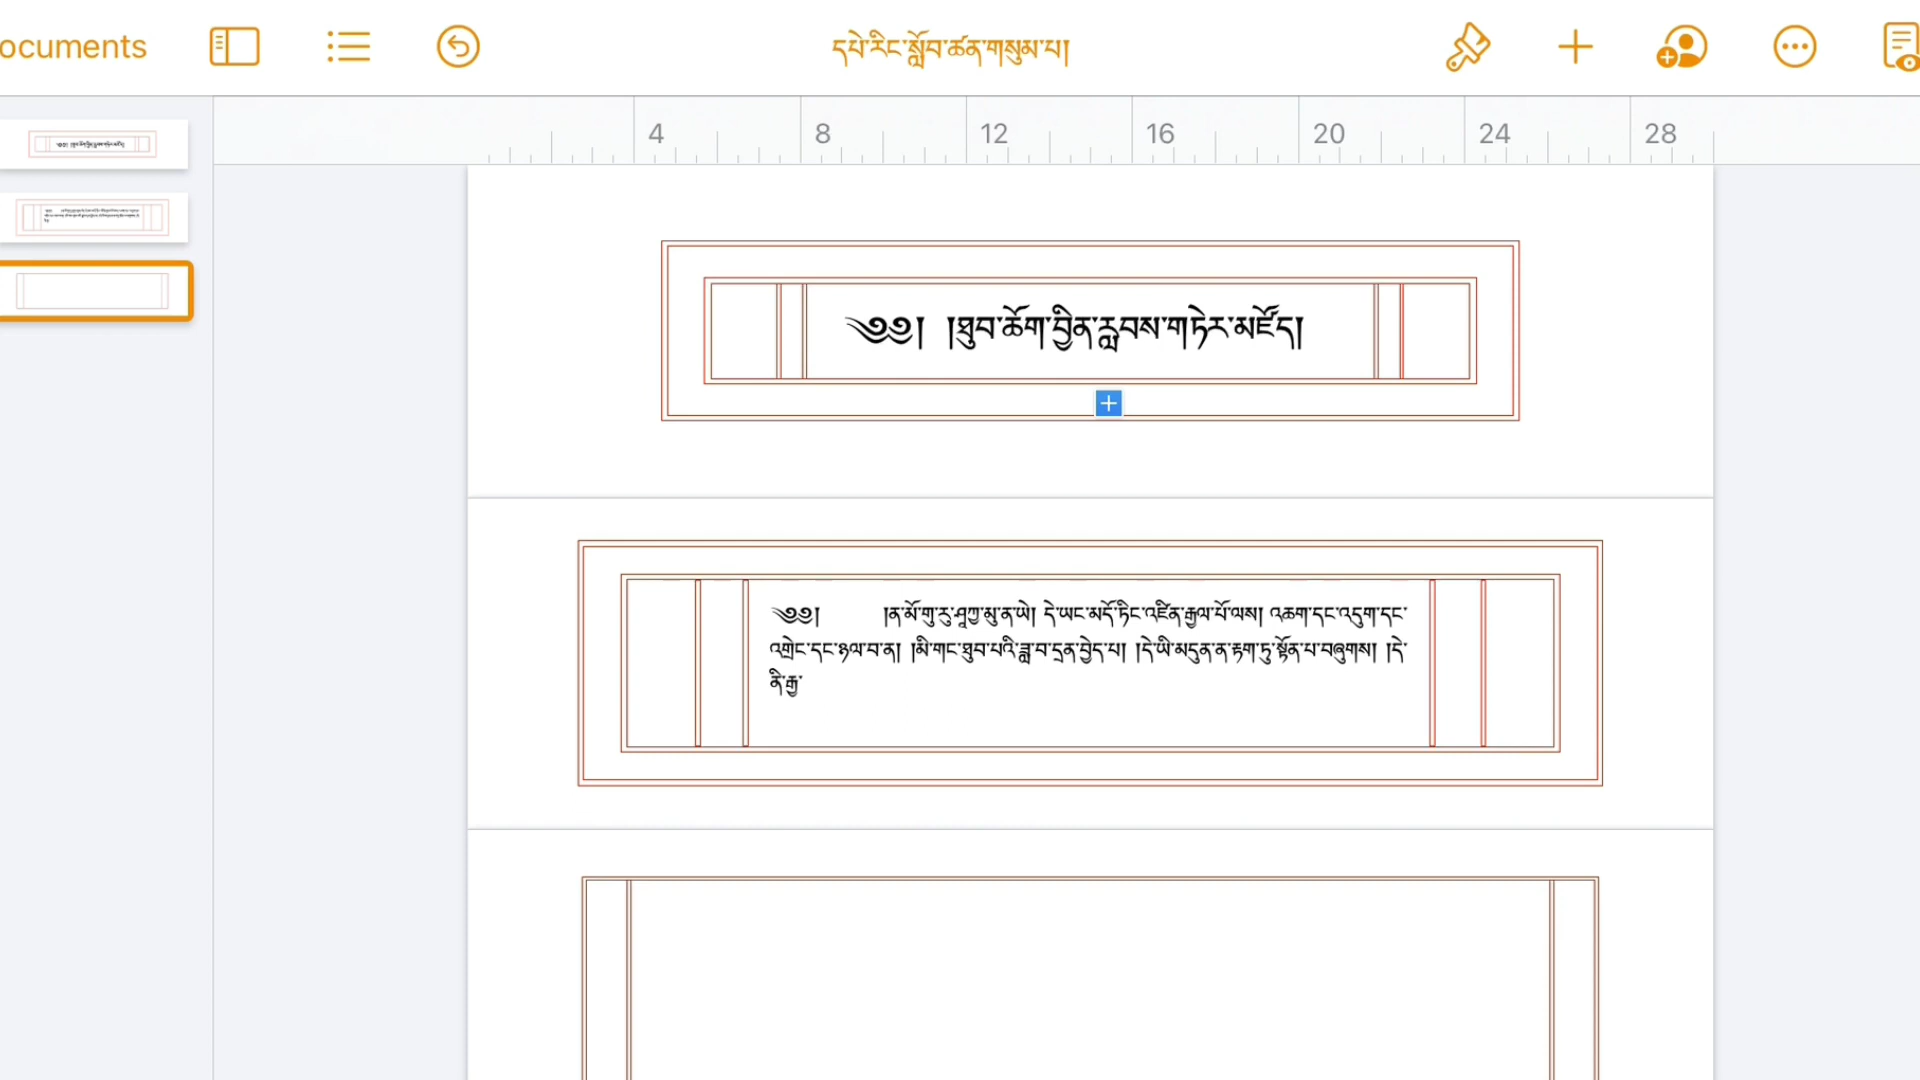 ocuments
དཔེ་རིང་སློབ་ཚན་གསུམ་པ།
4 8 12 16 20 24 28
༄༅། །ཐུབ་ཆོག་བྱིན་རླབས་གཏེར་མཛོད།
༄༅། །ན་མོ་གུ་རུ་ཤཱཀྱ་མུ་ན་ཡེ། དེ་ཡང་མདོ་ཏིང་འཛིན་རྒྱལ་པོ་ལས། འཆག་དང་འདུག་དང་
འགྲེང་དང་ཉལ་བ་ན། །མི་གང་ཐུབ་པའི་ཟླ་བ་དྲན་བྱེད་པ། །དེ་ཡི་མདུན་ན་རྟག་ཏུ་སྟོན་པ་བཞུགས། །དེ་
ནི་རྒྱ་